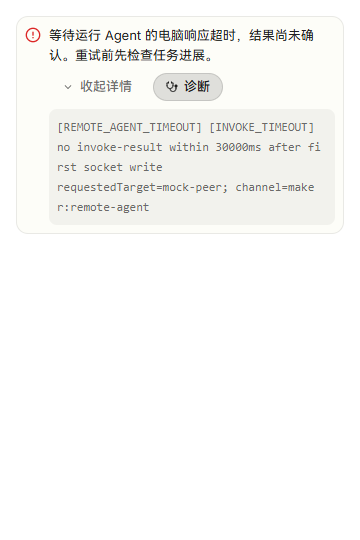 等待运行 Agent 的电脑响应超时，结果尚未确
认。重试前先检查任务进展。
收起详情 诊断
[REMOTE_AGENT_TIMEOUT] [INVOKE_TIMEOUT]
no invoke-result within 30000ms after fi
rst socket write
requestedTarget=mock-peer; channel=make
r:remote-agent